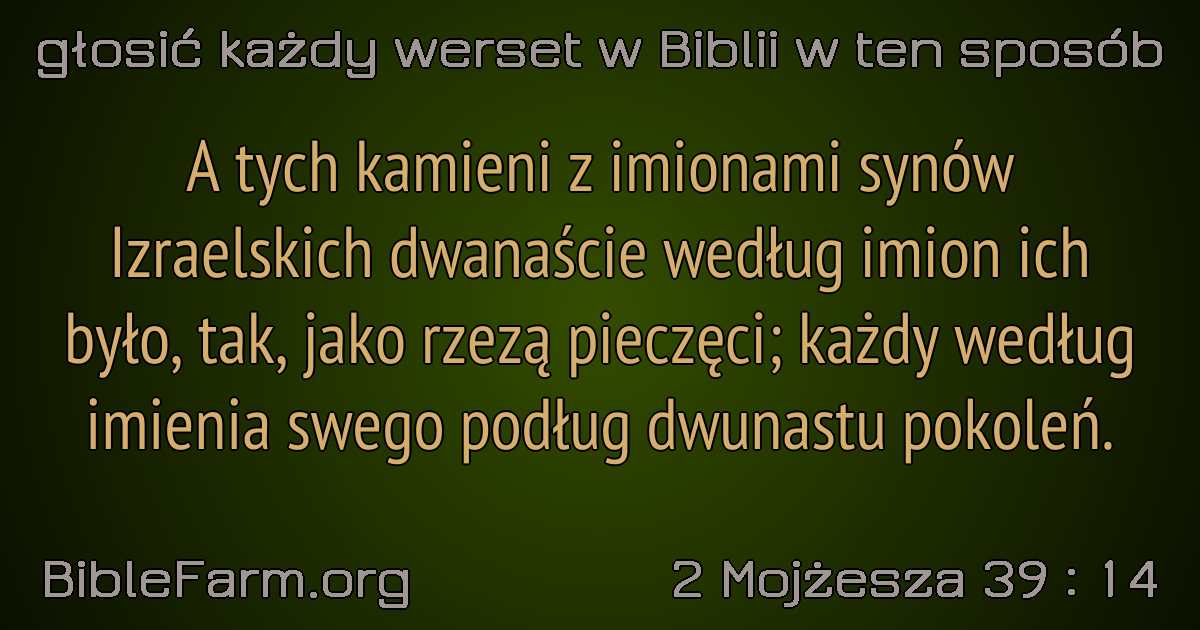 głosić każdy werset w Biblii w ten sposób
A tych kamieni z imionami synów
Izraelskich dwanaście według imion ich
było, tak, jako rzezą pieczęci; każdy według
imienia swego podług dwunastu pokoleń.
BibleFarm.org
2 Mojżesza 39 : 14